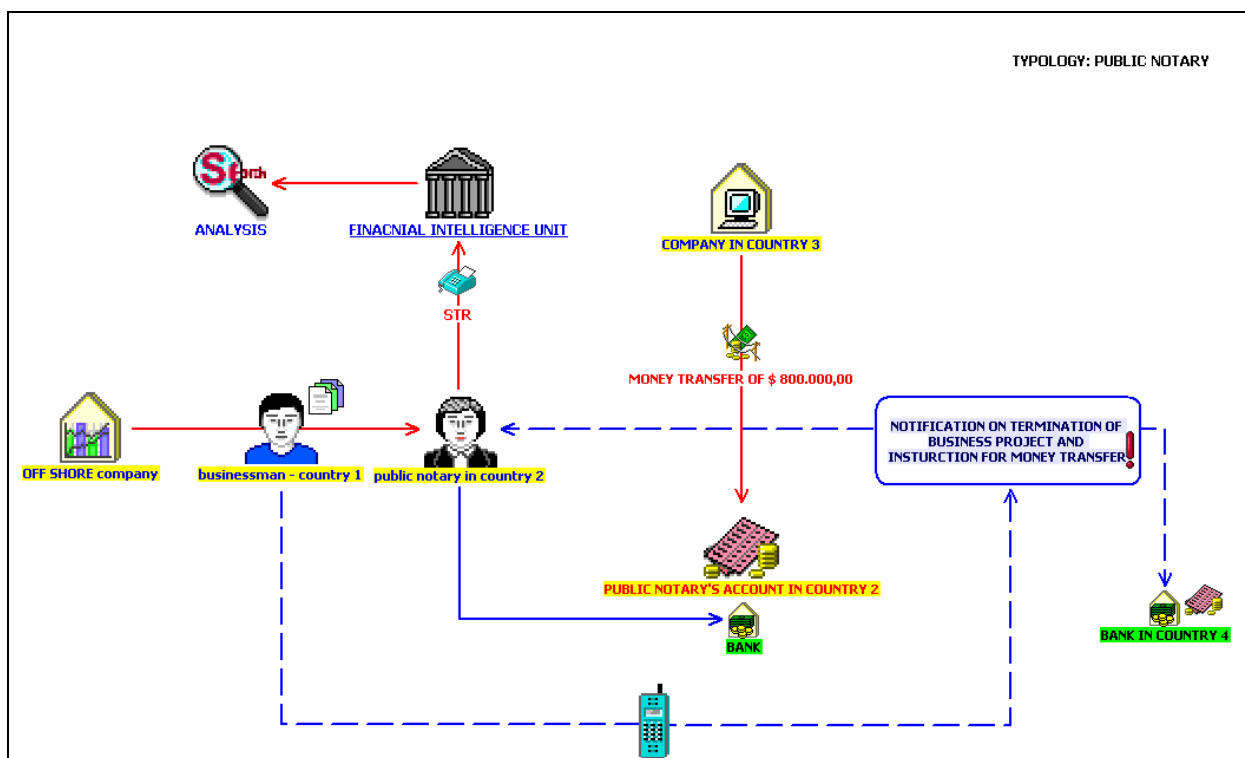 TYPOLOGY: PUBLIC NOTARY
Search
ANALYSIS
FINACNIAL INTELLIGENCE UNIT
COMPANY IN COUNTRY 3
STR
MONEY TRANSFER OF $ 800.000,00
NOTIFICATION ON TERMINATION OF
BUSINESS PROJECT AND
INSTURCTION FOR MONEY TRANSFER
OFF SHORE company
businessman - country 1
public notary in country 2
PUBLIC NOTARY'S ACCOUNT IN COUNTRY 2
BANK
BANK IN COUNTRY 4